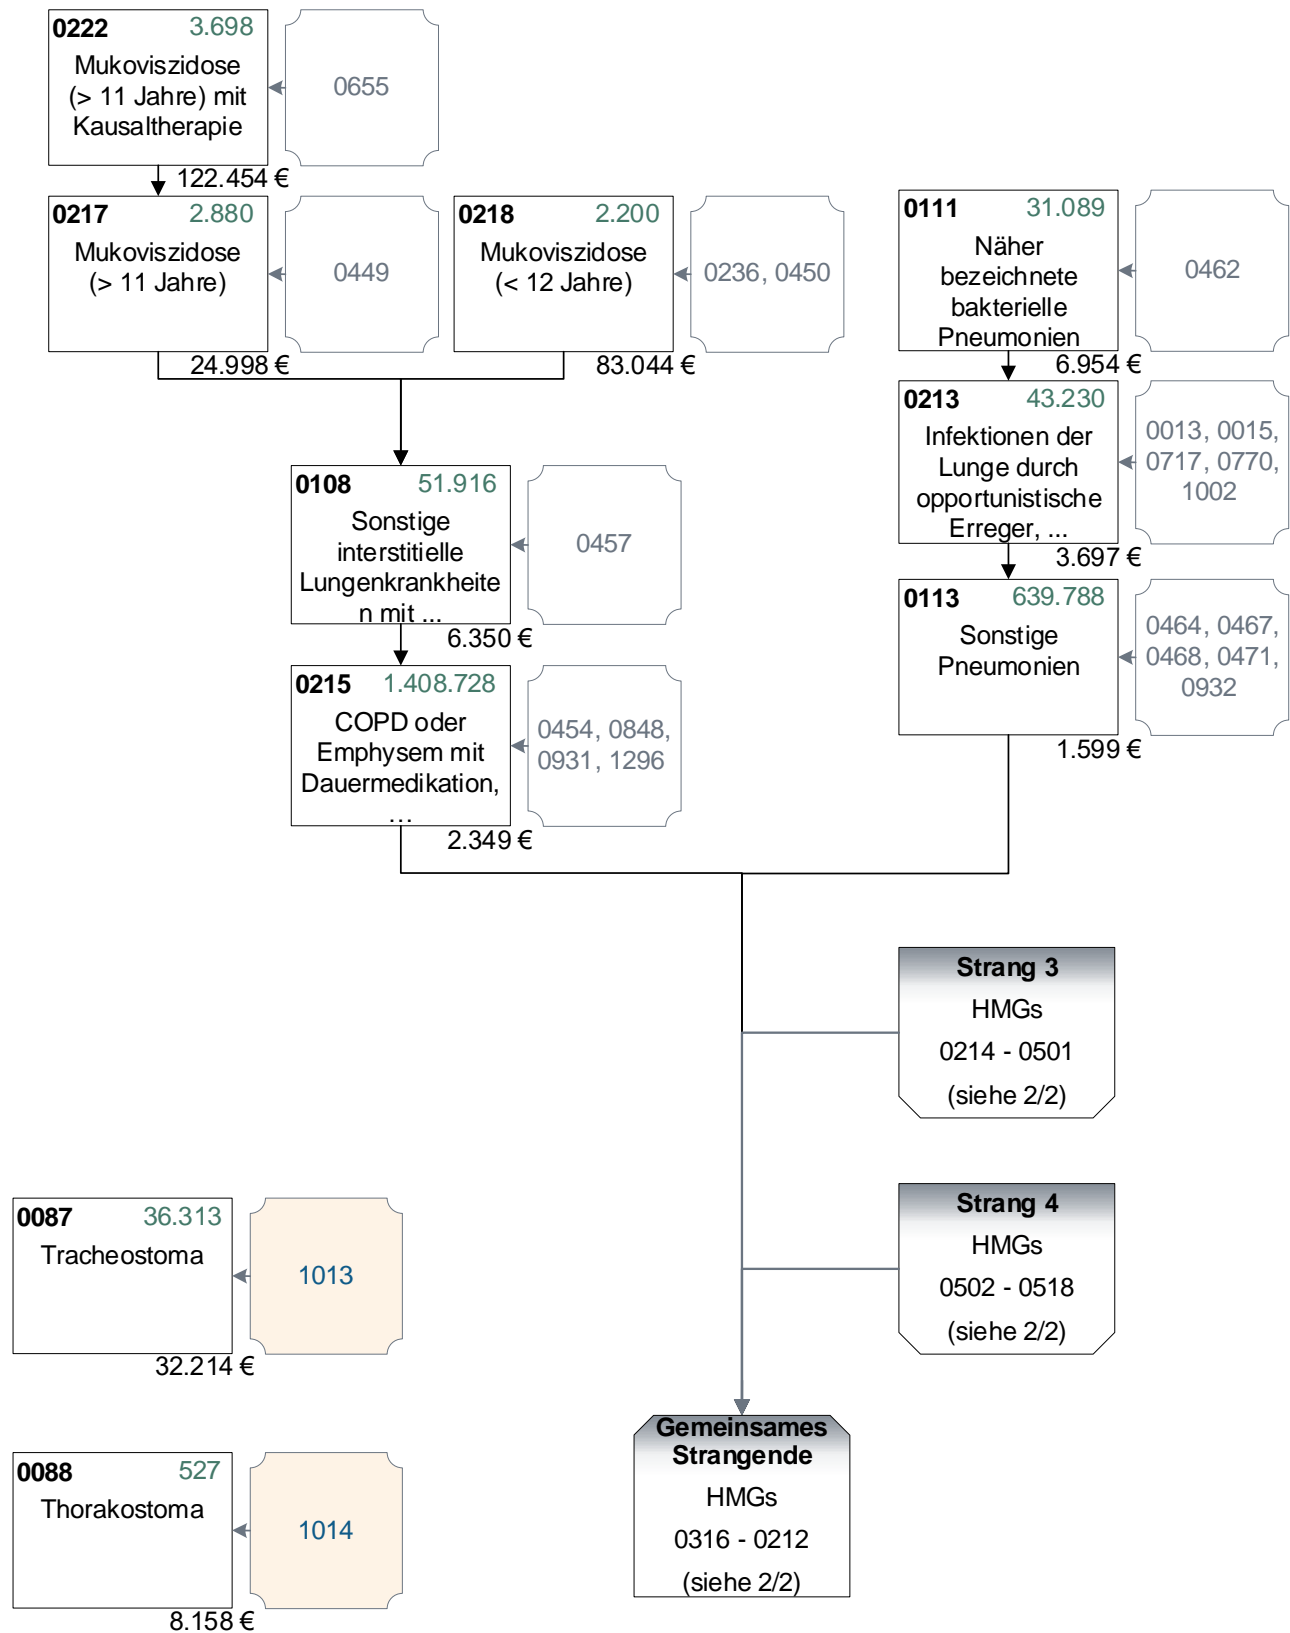 0222 3.698
Mukoviszidose
(> 11 Jahre) mit
Kausaltherapie
0655
122.454 €
0217 2.880
Mukoviszidose
(> 11 Jahre)
0449
24.998 €
0218 2.200
Mukoviszidose
(< 12 Jahre)
0236, 0450
83.044 €
0111 31.089
Näher
bezeichnete
bakterielle
Pneumonien
0462
6.954 €
0213 43.230
Infektionen der
Lunge durch
opportunistische
Erreger, ...
0013, 0015,
0717, 0770,
1002
3.697 €
0108 51.916
Sonstige
interstitielle
Lungenkrankheite
n mit ...
0457
6.350 €
0113 639.788
Sonstige
Pneumonien
0464, 0467,
0468, 0471,
0932
1.599 €
0215 1.408.728
COPD oder
Emphysem mit
Dauermedikation,
...
0454, 0848,
0931, 1296
2.349 €
Strang 3
HMGs
0214 - 0501
(siehe 2/2)
Strang 4
HMGs
0502 - 0518
(siehe 2/2)
0087 36.313
Tracheostoma
1013
32.214 €
Gemeinsames
Strangende
HMGs
0316 - 0212
(siehe 2/2)
0088 527
Thorakostoma
1014
8.158 €